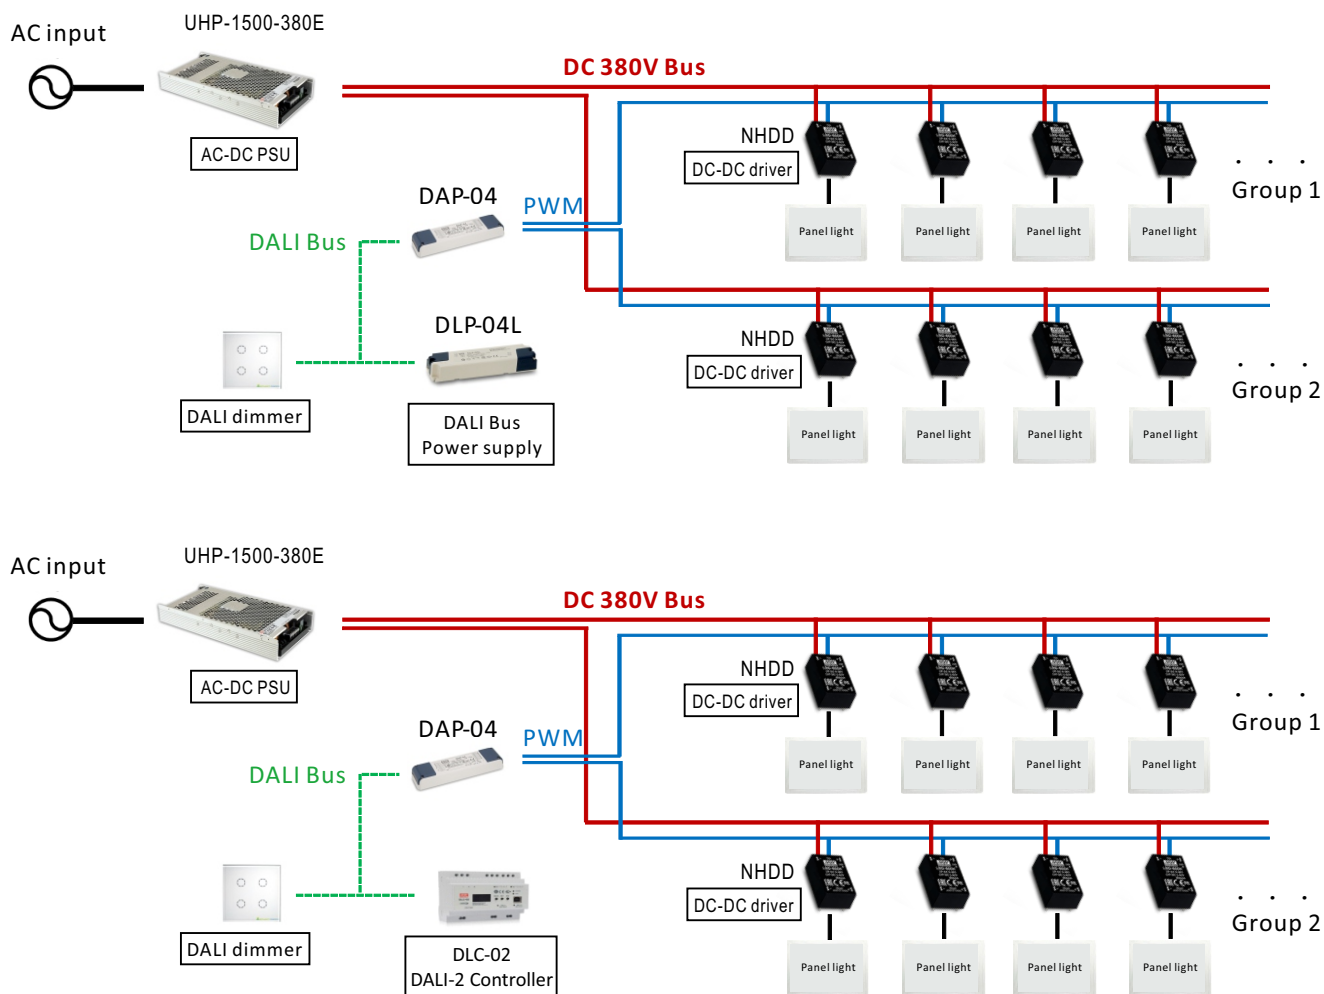 UHP-1500-380E
AC input
DC 380V Bus
AC-DC PSU
NHDD
DC-DC driver
. . .
Group 1
DAP-04
PWM
DALI Bus
Panel light
Panel light
Panel light
Panel light
DLP-04L
NHDD
DC-DC driver
. . .
Group 2
DALI dimmer
DALI Bus
Power supply
Panel light
Panel light
Panel light
Panel light
UHP-1500-380E
AC input
DC 380V Bus
AC-DC PSU
NHDD
DC-DC driver
. . .
Group 1
DAP-04
PWM
DALI Bus
Panel light
Panel light
Panel light
Panel light
NHDD
DC-DC driver
. . .
Group 2
DALI dimmer
DLC-02
DALI-2 Controller
Panel light
Panel light
Panel light
Panel light